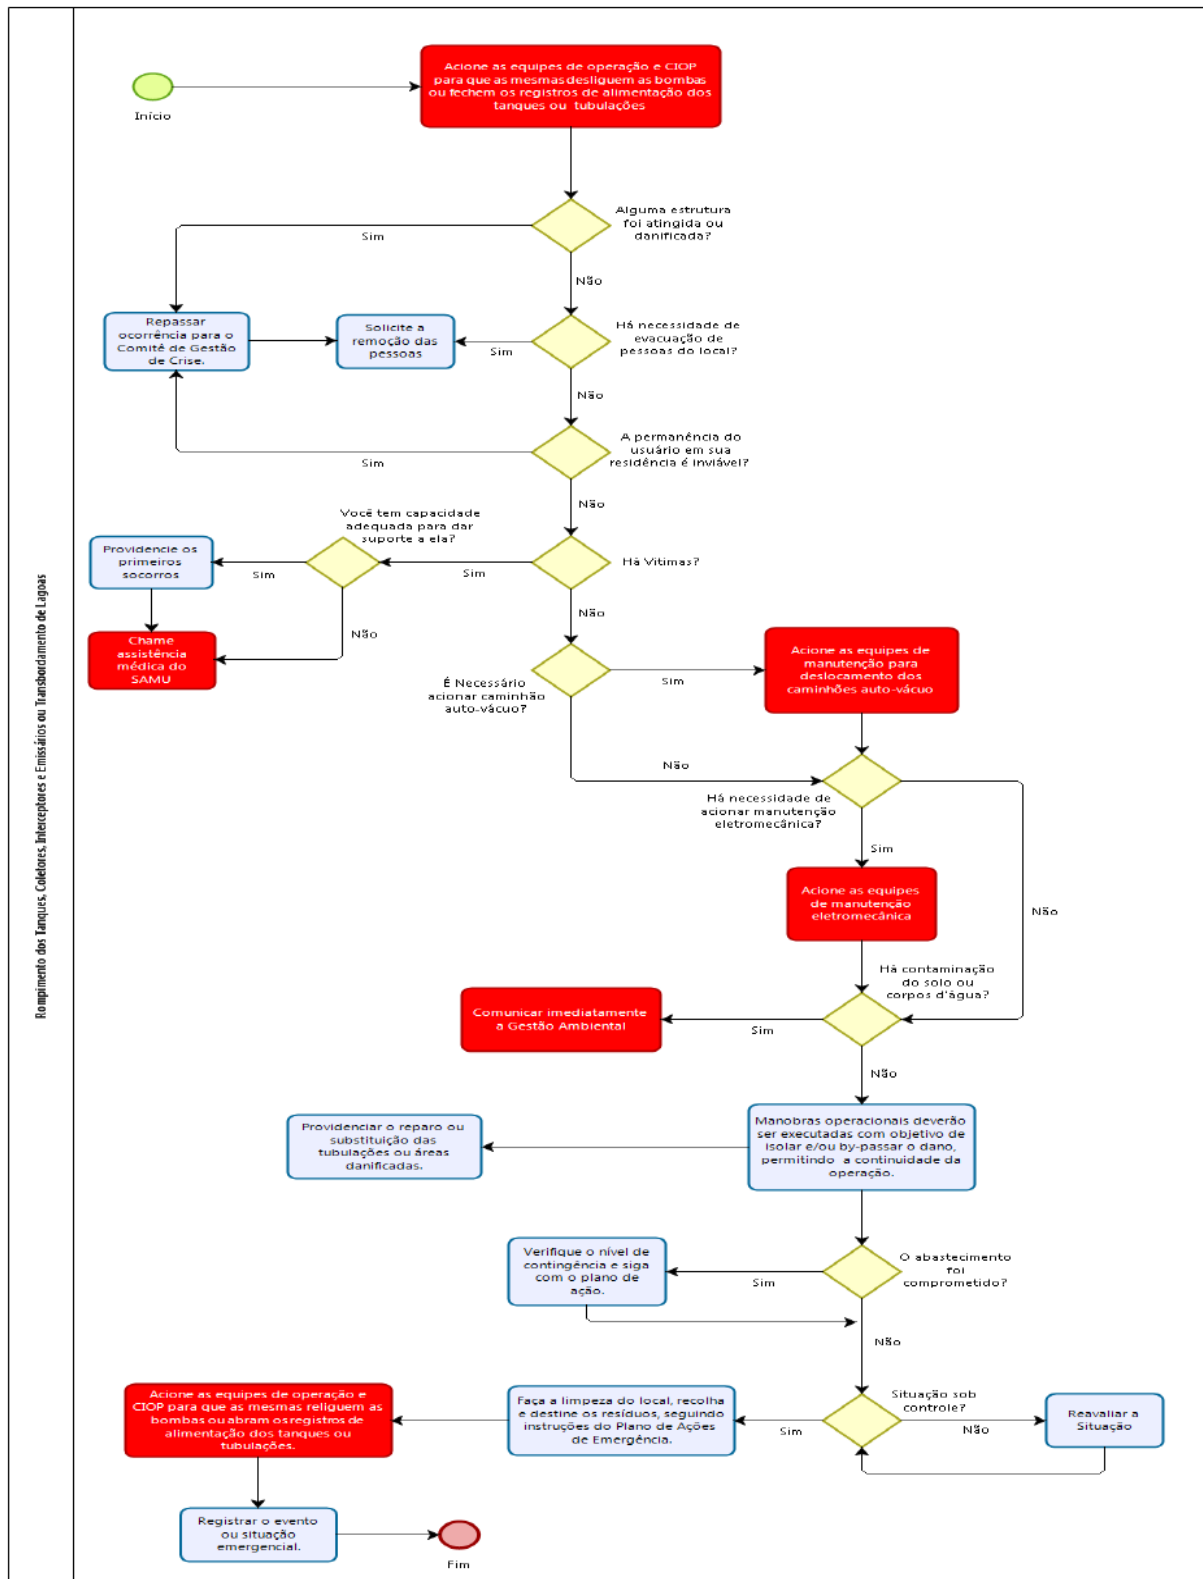 Rompimento dos Tanques, Coletores, Interceptores e Emissários ou Transbordamento de Lagoas
Início
Acione as equipes de operação e CIOP
para que as mesmas desliguem as bombas
ou fechem os registros de alimentação dos
tanques ou tubulações
Alguma estrutura
foi atingida ou
danificada?
Sim
Não
Repassar
ocorrência para o
Comitê de Gestão
de Crise.
Solicite a
remoção das
pessoas
Sim
Há necessidade de
evacuação de
pessoas do local?
Não
A permanência do
usuário em sua
residência é inviável?
Sim
Não
Você tem capacidade
adequada para dar
suporte a ela?
Providencie os
primeiros
socorros
Sim
Sim
Há Vitimas?
Não
Não
Chame
assistência
médica do
SAMU
É Necessário
acionar caminhão
auto-vácuo?
Sim
Acione as equipes de
manutenção para
deslocamento dos
caminhões auto-vácuo
Não
Há necessidade de
acionar manutenção
eletromecânica?
Sim
Não
Acione as equipes
de manutenção
eletromecânica
Há contaminação
do solo ou
corpos d'água?
Comunicar imediatamente
a Gestão Ambiental
Sim
Não
Manobras operacionais deverão
ser executadas com objetivo de
isolar e/ou by-passar o dano,
permitindo a continuidade da
operação.
Providenciar o reparo ou
substituição das
tubulações ou áreas
danificadas.
Verifique o nível de
contingência e siga
com o plano de
ação.
Sim
O abastecimento
foi
comprometido?
Não
Situação sob
controle?
Não
Reavaliar a
Situação
Sim
Faça a limpeza do local, recolha
e destine os resíduos, seguindo
instruções do Plano de Ações
de Emergência.
Acione as equipes de operação e
CIOP para que as mesmas religuem as
bombas ou abram os registros de
alimentação dos tanques ou
tubulações.
Registrar o evento
ou situação
emergencial.
Fim